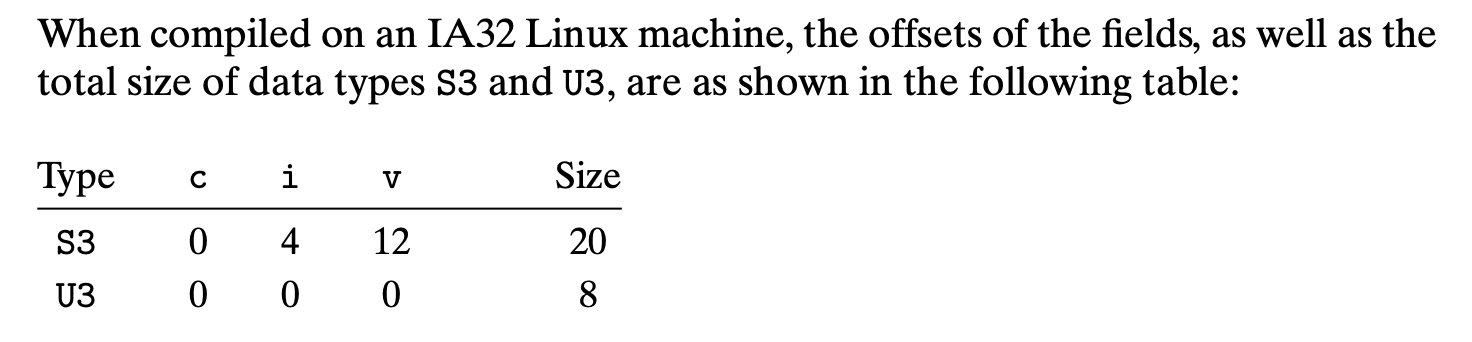 When compiled on an IA32 Linux machine, the offsets of the fields, as well as the
total size of data types S3 and U3, are as shown in the following table:
Type c i v Size
S3 0 4 12 20
U3 0 0 0 8